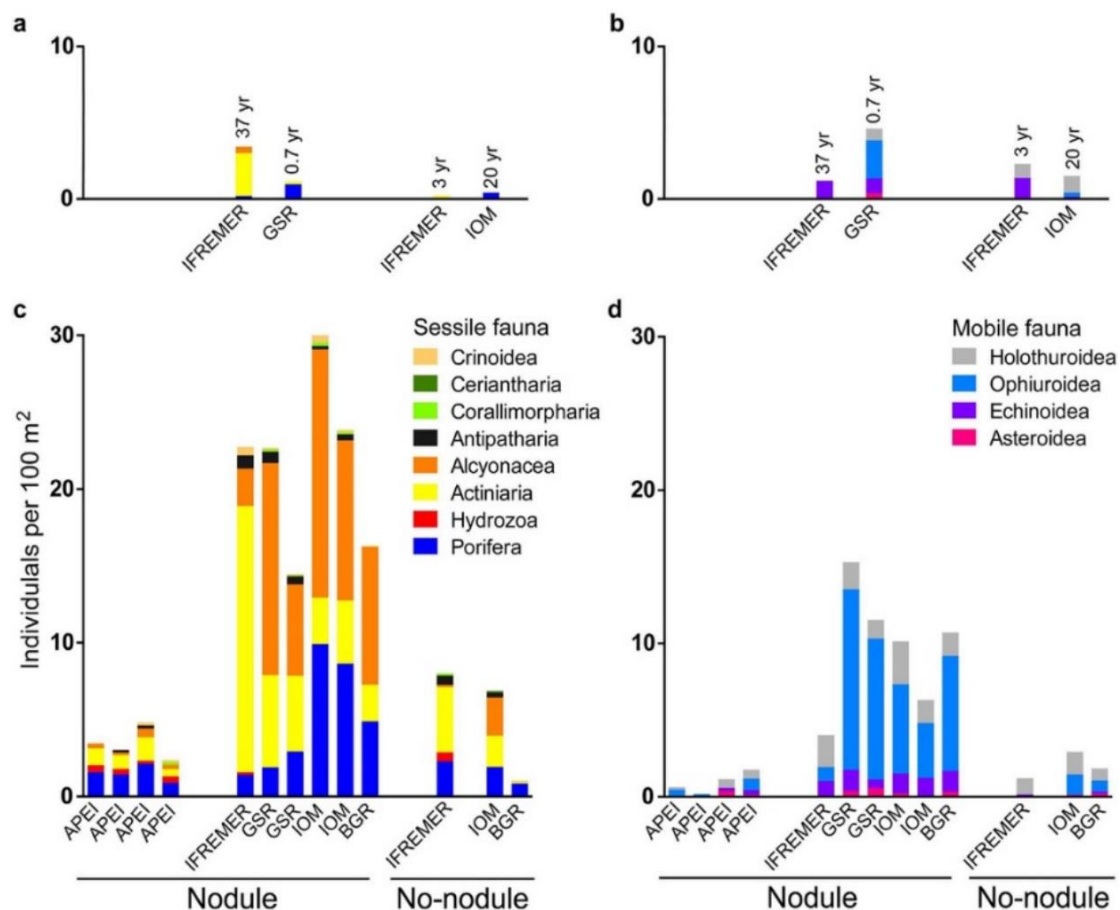 a
10
0
37 yr
0.7 yr
3 yr
20 yr
IFREMER
GSR
IFREMER
IOM
b
10
0
37 yr
0.7 yr
3 yr
20 yr
IFREMER
GSR
IFREMER
IOM
c
Individulals per 100 m²
30
20
10
0
Sessile fauna
Crinoidea
Ceriantharia
Corallimorpharia
Antipatharia
Alcyonacea
Actiniaria
Hydrozoa
Porifera
APEI
APEI
APEI
APEI
IFREMER
GSR
GSR
IOM
IOM
BGR
IFREMER
IOM
BGR
Nodule
No-nodule
d
30
20
10
0
Mobile fauna
Holothuroidea
Ophiuroidea
Echinoidea
Asteroidea
APEI
APEI
APEI
APEI
IFREMER
GSR
GSR
IOM
IOM
BGR
IFREMER
IOM
BGR
Nodule
No-nodule